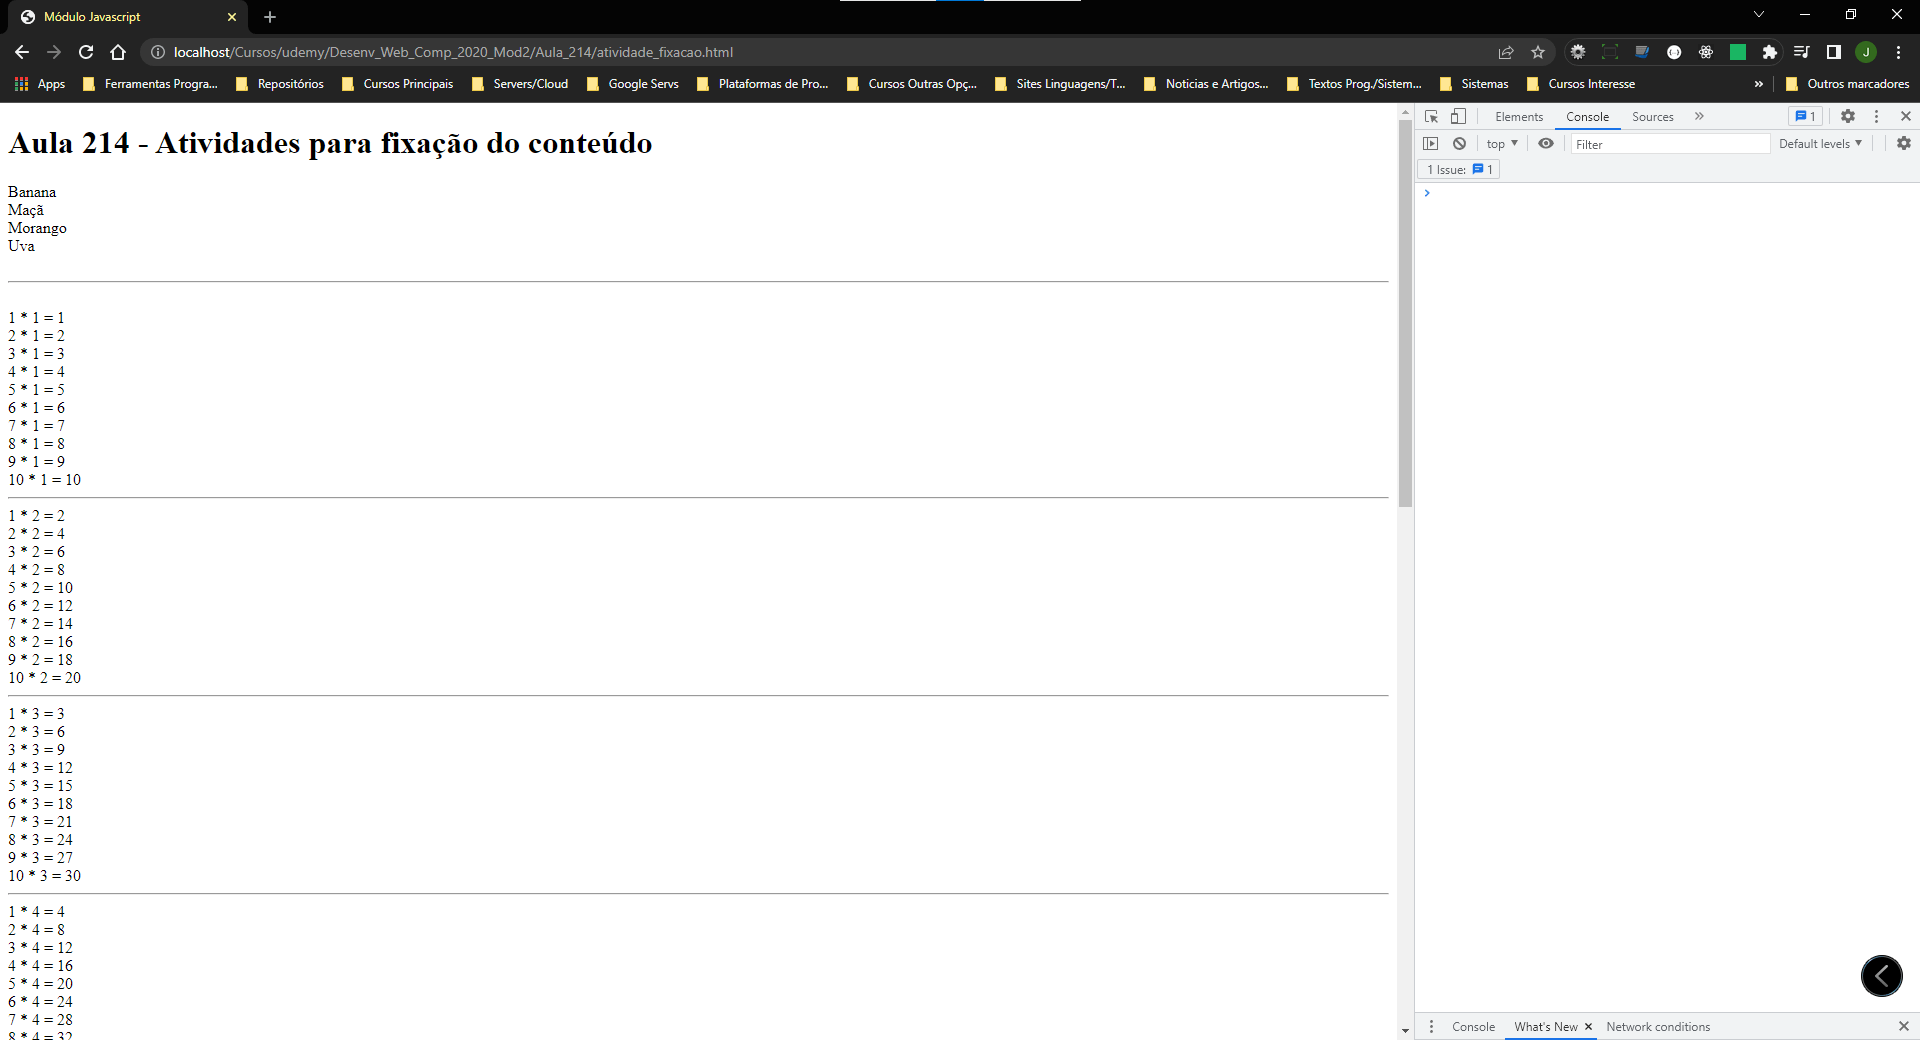 Módulo Javascript
localhost/Cursos/udemy/Desenv_Web_Comp_2020_Mod2/Aula_214/atividade_fixacao.html
J
Apps
Ferramentas Progra...
Repositórios
Cursos Principais
Servers/Cloud
Google Servs
Plataformas de Pro...
Cursos Outras Opç...
Sites Linguagens/T...
Noticias e Artigos...
Textos Prog./Sistem...
Sistemas
Cursos Interesse
»
Outros marcadores
Aula 214 - Atividades para fixação do conteúdo
Banana
Maçã
Morango
Uva
1 * 1 = 1
2 * 1 = 2
3 * 1 = 3
4 * 1 = 4
5 * 1 = 5
6 * 1 = 6
7 * 1 = 7
8 * 1 = 8
9 * 1 = 9
10 * 1 = 10
1 * 2 = 2
2 * 2 = 4
3 * 2 = 6
4 * 2 = 8
5 * 2 = 10
6 * 2 = 12
7 * 2 = 14
8 * 2 = 16
9 * 2 = 18
10 * 2 = 20
1 * 3 = 3
2 * 3 = 6
3 * 3 = 9
4 * 3 = 12
5 * 3 = 15
6 * 3 = 18
7 * 3 = 21
8 * 3 = 24
9 * 3 = 27
10 * 3 = 30
1 * 4 = 4
2 * 4 = 8
3 * 4 = 12
4 * 4 = 16
5 * 4 = 20
6 * 4 = 24
7 * 4 = 28
8 * 4 = 32
Elements
Console
Sources
»
1
top
Filter
Default levels
1 Issue: 1
Console
What's New
Network conditions